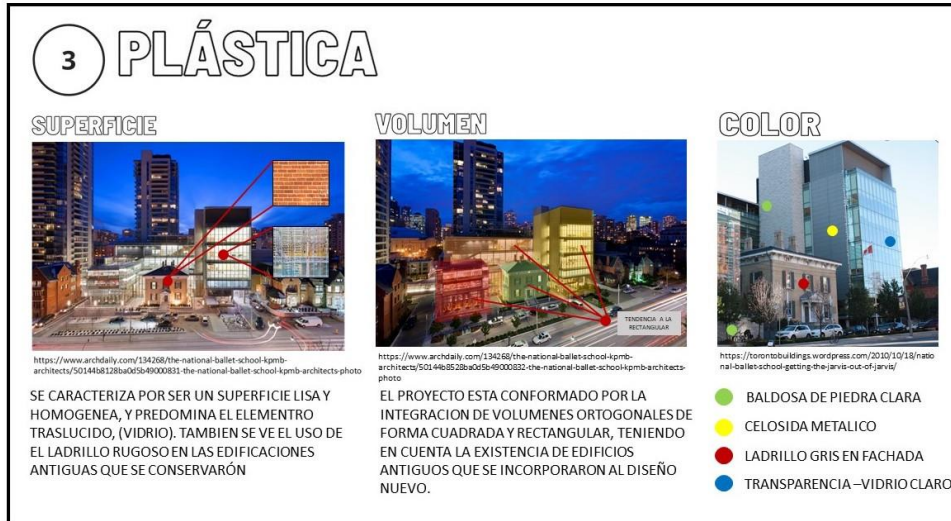 3
PLÁSTICA
SUPERFICIE
https://www.archdaily.com/134268/the-national-ballet-school-kpmb-
architects/50144b8128ba0d5b49000831-the-national-ballet-school-kpmb-architects-photo
SE CARACTERIZA POR SER UN SUPERFICIE LISA Y
HOMOGENEA, Y PREDOMINA EL ELEMENTRO
TRASLUCIDO, (VIDRIO). TAMBIEN SE VE EL USO DE
EL LADRILLO RUGOSO EN LAS EDIFICACIONES
ANTIGUAS QUE SE CONSERVARÓN
VOLUMEN
TENDENCIA A LA
RECTANGULAR
https://www.archdaily.com/134268/the-national-ballet-school-kpmb-
architects/50144b8528ba0d5b49000832-the-national-ballet-school-kpmb-architects-
photo
EL PROYECTO ESTA CONFORMADO POR LA
INTEGRACION DE VOLUMENES ORTOGONALES DE
FORMA CUADRADA Y RECTANGULAR, TENIENDO
EN CUENTA LA EXISTENCIA DE EDIFICIOS
ANTIGUOS QUE SE INCORPORARON AL DISEÑO
NUEVO.
COLOR
https://torontobuildings.wordpress.com/2010/10/18/natio
nal-ballet-school-getting-the-jarvis-out-of-jarvis/
BALDOSA DE PIEDRA CLARA
CELOSIDA METALICO
LADRILLO GRIS EN FACHADA
TRANSPARENCIA –VIDRIO CLARO